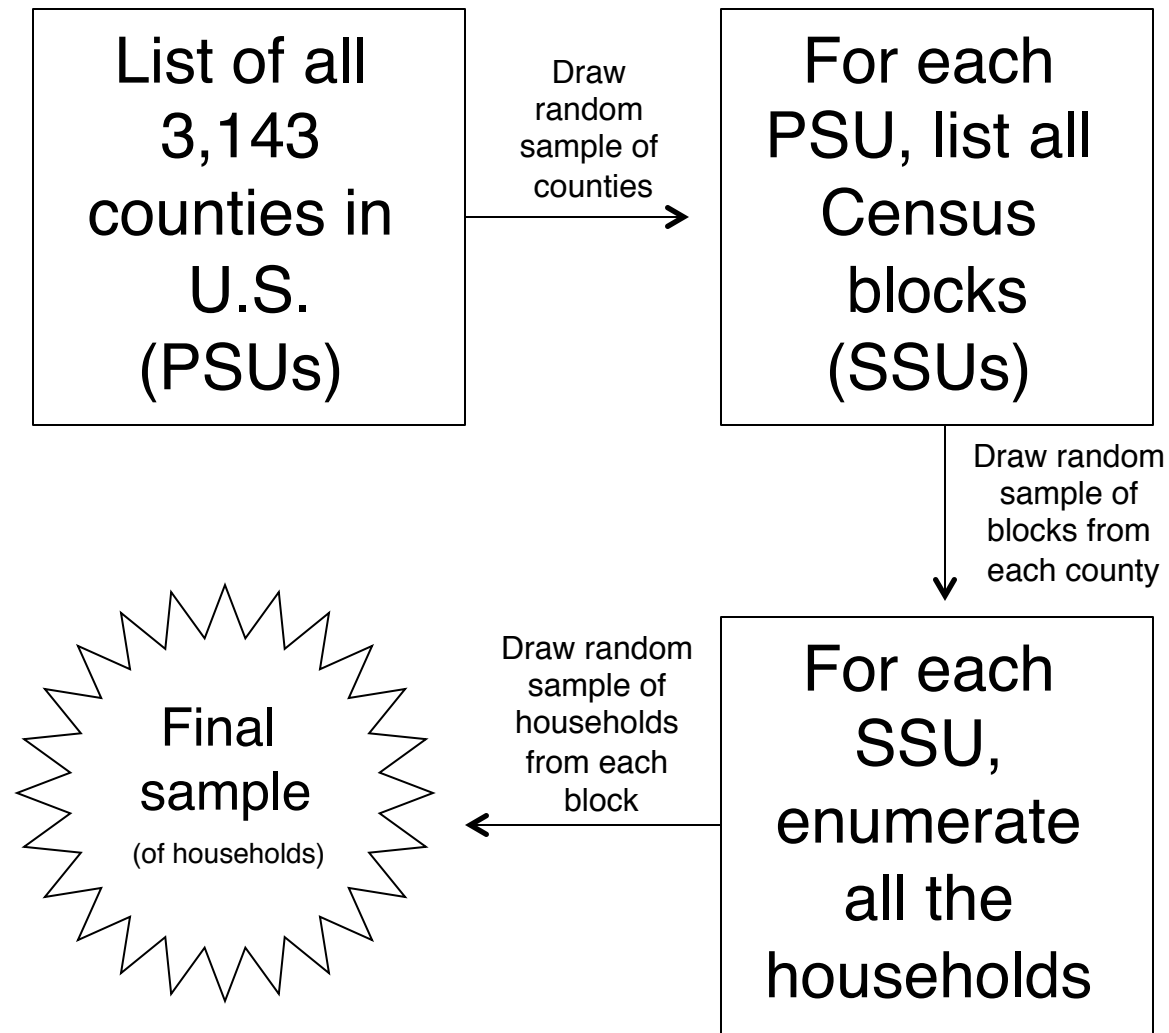 List of all
3,143
counties in
U.S.
(PSUs)
Draw
random
sample of
counties
For each
PSU, list all
Census
blocks
(SSUs)
Draw random
sample of
blocks from
each county
For each
SSU,
enumerate
all the
households
Draw random
sample of
households
from each
block
Final
sample
(of households)